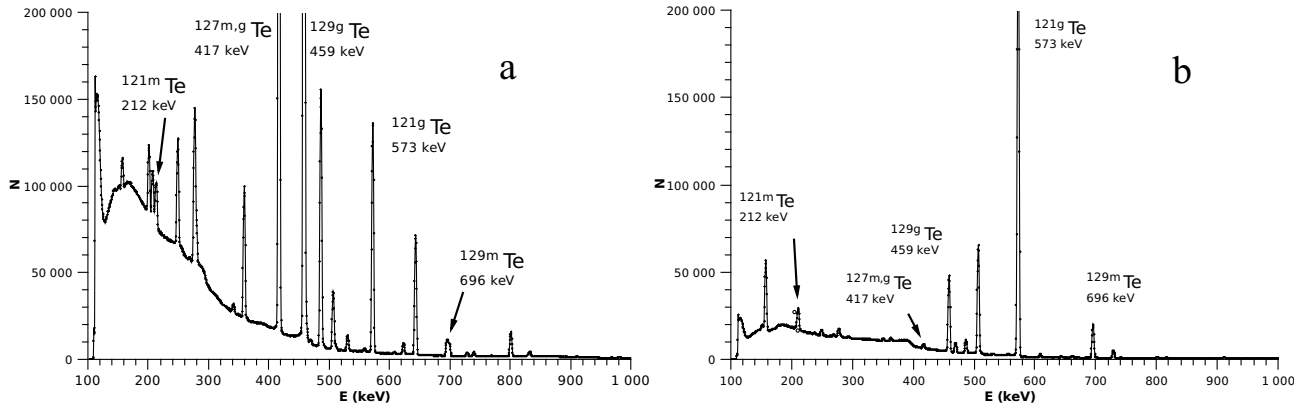 200 000
150 000
100 000
50 000
0
N
100 200 300 400 500 600 700 800 900 1 000
E (keV)
121m Te
212 keV
127m,g Te
417 keV
129g Te
459 keV
121g Te
573 keV
129m Te
696 keV
a
200 000
150 000
100 000
50 000
0
N
100 200 300 400 500 600 700 800 900 1 000
E (keV)
121m Te
212 keV
127m,g Te
417 keV
129g Te
459 keV
121g Te
573 keV
129m Te
696 keV
b